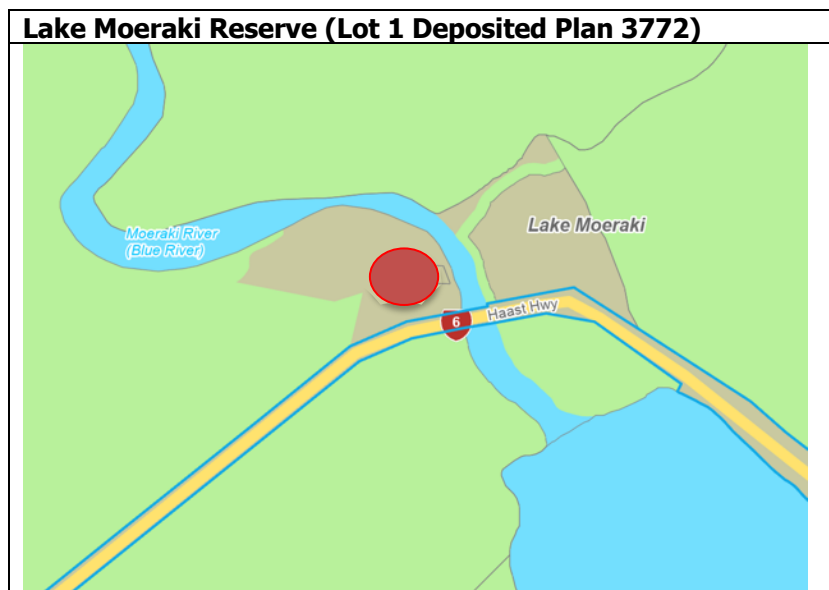 Lake Moeraki Reserve (Lot 1 Deposited Plan 3772)
Lake Moeraki
Moeraki River
(Blue River)
Haast Hwy
6